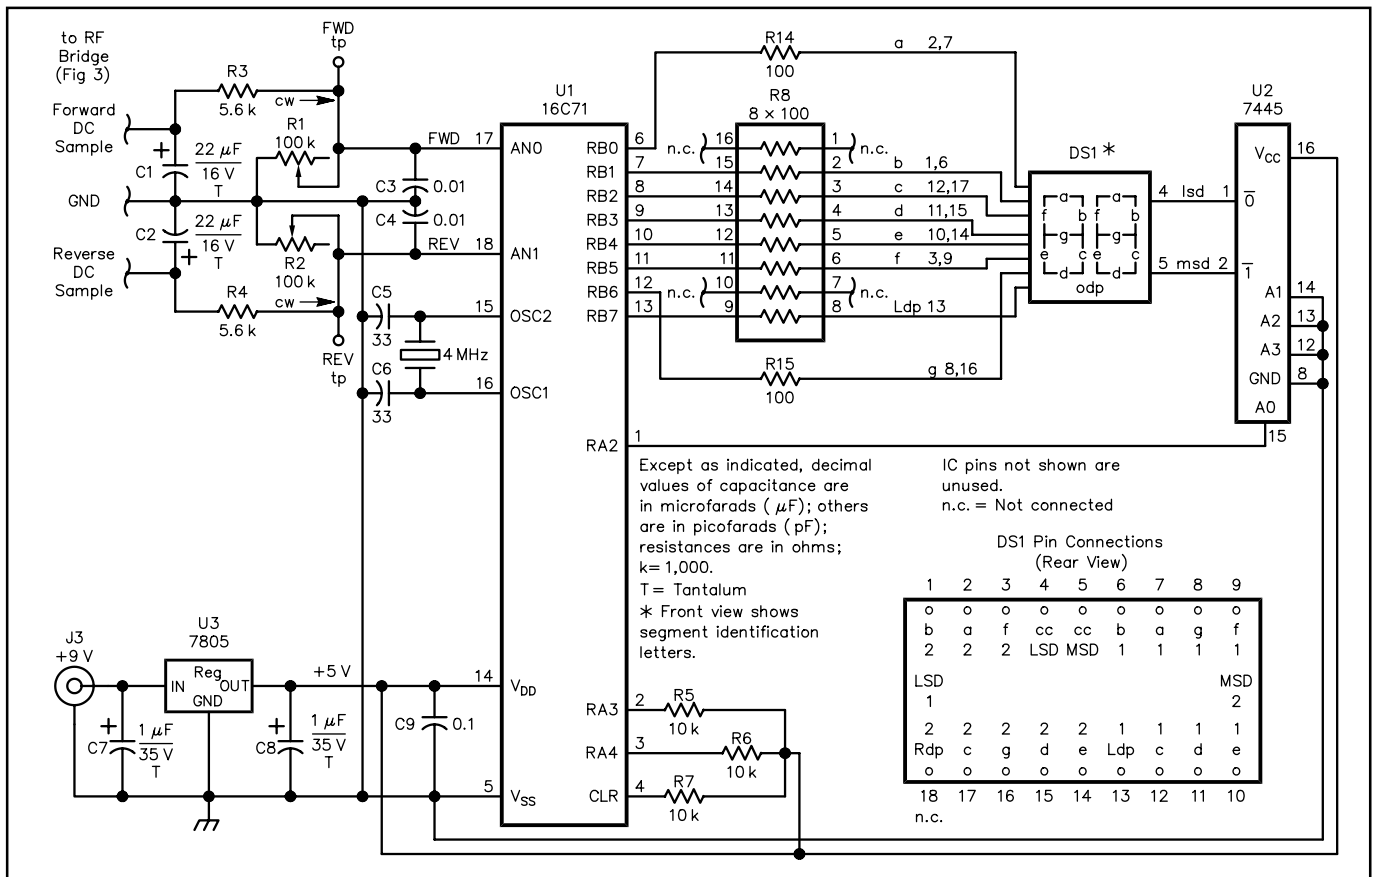 to RF
Bridge
(Fig 3)
Forward
DC
Sample
GND
Reverse
DC
Sample
R3
5.6 k
FWD
tp
cw
R1
100 k
C1
+
22 µF
16 V
T
C2
22 µF
16 V
T
+
R2
100 k
cw
R4
5.6 k
REV
tp
FWD
C3
0.01
C4
0.01
REV
C5
33
4 MHz
C6
33
U1
16C71
17 AN0
18 AN1
15 OSC2
16 OSC1
14 VDD
5 VSS
RB0 6
RB1 7
RB2 8
RB3 9
RB4 10
RB5 11
RB6 12
RB7 13
RA2 1
RA3 2
RA4 3
CLR 4
R14
100
a 2,7
R8
8 × 100
n.c. 16 1 n.c.
15 2 b 1,6
14 3 c 12,17
13 4 d 11,15
12 5 e 10,14
11 6 f 3,9
n.c. 10 7 n.c.
9 8 Ldp 13
R15
100
g 8,16
DS1 *
a a
f b f b
g g
e c e c
d d
odp
4 lsd 1
5 msd 2
U2
7445
VCC 16
0
1
A1 14
A2 13
A3 12
GND 8
A0
15
Except as indicated, decimal
values of capacitance are
in microfarads ( µF); others
are in picofarads (pF);
resistances are in ohms;
k= 1,000.
T= Tantalum
* Front view shows
segment identification
letters.
IC pins not shown are
unused.
n.c. = Not connected
DS1 Pin Connections
(Rear View)
1 2 3 4 5 6 7 8 9
b a f cc cc b a g f
2 2 2 LSD MSD 1 1 1 1
LSD MSD
1 2
2 2 2 2 2 1 1 1 1
Rdp c g d e Ldp c d e
18 17 16 15 14 13 12 11 10
n.c.
J3
+9 V
U3
7805
Reg
IN OUT
GND
+5 V
+
C7
1 µF
35 V
T
+
C8
1 µF
35 V
T
C9 0.1
R5
10 k
R6
10 k
R7
10 k